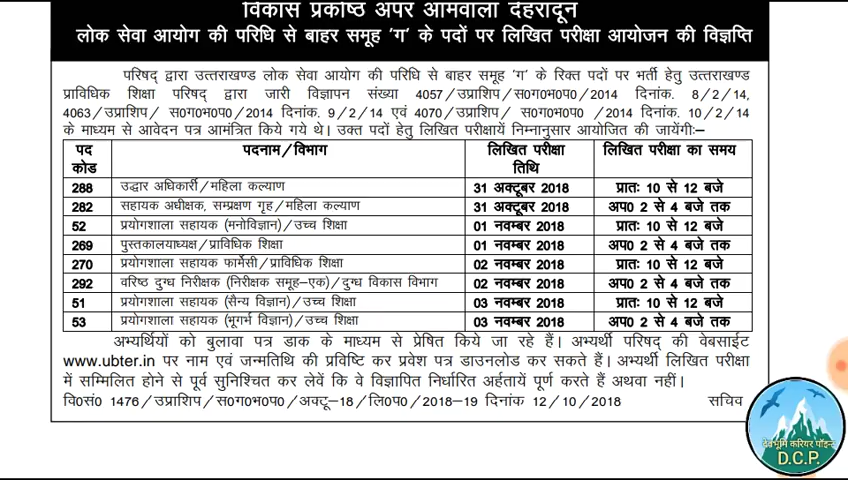 विकास प्रकोष्ठ अपर आमवाला देहरादून
लोक सेवा आयोग की परिधि से बाहर समूह 'ग' के पदों पर लिखित परीक्षा आयोजन की विज्ञप्ति
परिषद् द्वारा उत्तराखण्ड लोक सेवा आयोग की परिधि से बाहर समूह 'ग' के रिक्त पदों पर भर्ती हेतु उत्तराखण्ड
प्राविधिक शिक्षा परिषद् द्वारा जारी विज्ञापन संख्या 4057/उप्राशिप/स0ग0भ0प0/2014 दिनांक. 8/2/14,
4063/उप्राशिप/स0ग0भ0प0/2014 दिनांक. 9/2/14 एवं 4070/उप्राशिप/स0ग0भ0प0 /2014 दिनांक. 10/2/14
के माध्यम से आवेदन पत्र आमंत्रित किये गये थे। उक्त पदों हेतु लिखित परीक्षायें निम्नानुसार आयोजित की जायेंगी:–
पद कोड पदनाम/विभाग लिखित परीक्षा तिथि लिखित परीक्षा का समय
288 उद्धार अधिकारी/महिला कल्याण 31 अक्टूबर 2018 प्रातः 10 से 12 बजे
282 सहायक अधीक्षक, सम्प्रक्षण गृह/महिला कल्याण 31 अक्टूबर 2018 अप0 2 से 4 बजे तक
52 प्रयोगशाला सहायक (मनोविज्ञान)/उच्च शिक्षा 01 नवम्बर 2018 प्रातः 10 से 12 बजे
269 पुस्तकालयाध्यक्ष/प्राविधिक शिक्षा 01 नवम्बर 2018 अप0 2 से 4 बजे तक
270 प्रयोगशाला सहायक फार्मेसी/प्राविधिक शिक्षा 02 नवम्बर 2018 प्रातः 10 से 12 बजे
292 वरिष्ठ दुग्ध निरीक्षक (निरीक्षक समूह–एक)/दुग्ध विकास विभाग 02 नवम्बर 2018 अप0 2 से 4 बजे तक
51 प्रयोगशाला सहायक (सैन्य विज्ञान)/उच्च शिक्षा 03 नवम्बर 2018 प्रातः 10 से 12 बजे
53 प्रयोगशाला सहायक (भूगर्भ विज्ञान)/उच्च शिक्षा 03 नवम्बर 2018 अप0 2 से 4 बजे तक
अभ्यर्थियों को बुलावा पत्र डाक के माध्यम से प्रेषित किये जा रहे हैं। अभ्यर्थी परिषद् की वेबसाईट
www.ubter.in पर नाम एवं जन्मतिथि की प्रविष्टि कर प्रवेश पत्र डाउनलोड कर सकते हैं। अभ्यर्थी लिखित परीक्षा
में सम्मिलित होने से पूर्व सुनिश्चित कर लेवें कि वे विज्ञापित निर्धारित अर्हतायें पूर्ण करते हैं अथवा नहीं।
वि0सं0 1476/उप्राशिप/स0ग0भ0प0/अक्टू–18/लि0प0/2018-19 दिनांक 12/10/2018 सचिव
देवभूमि करियर पॉइन्ट
D.C.P.